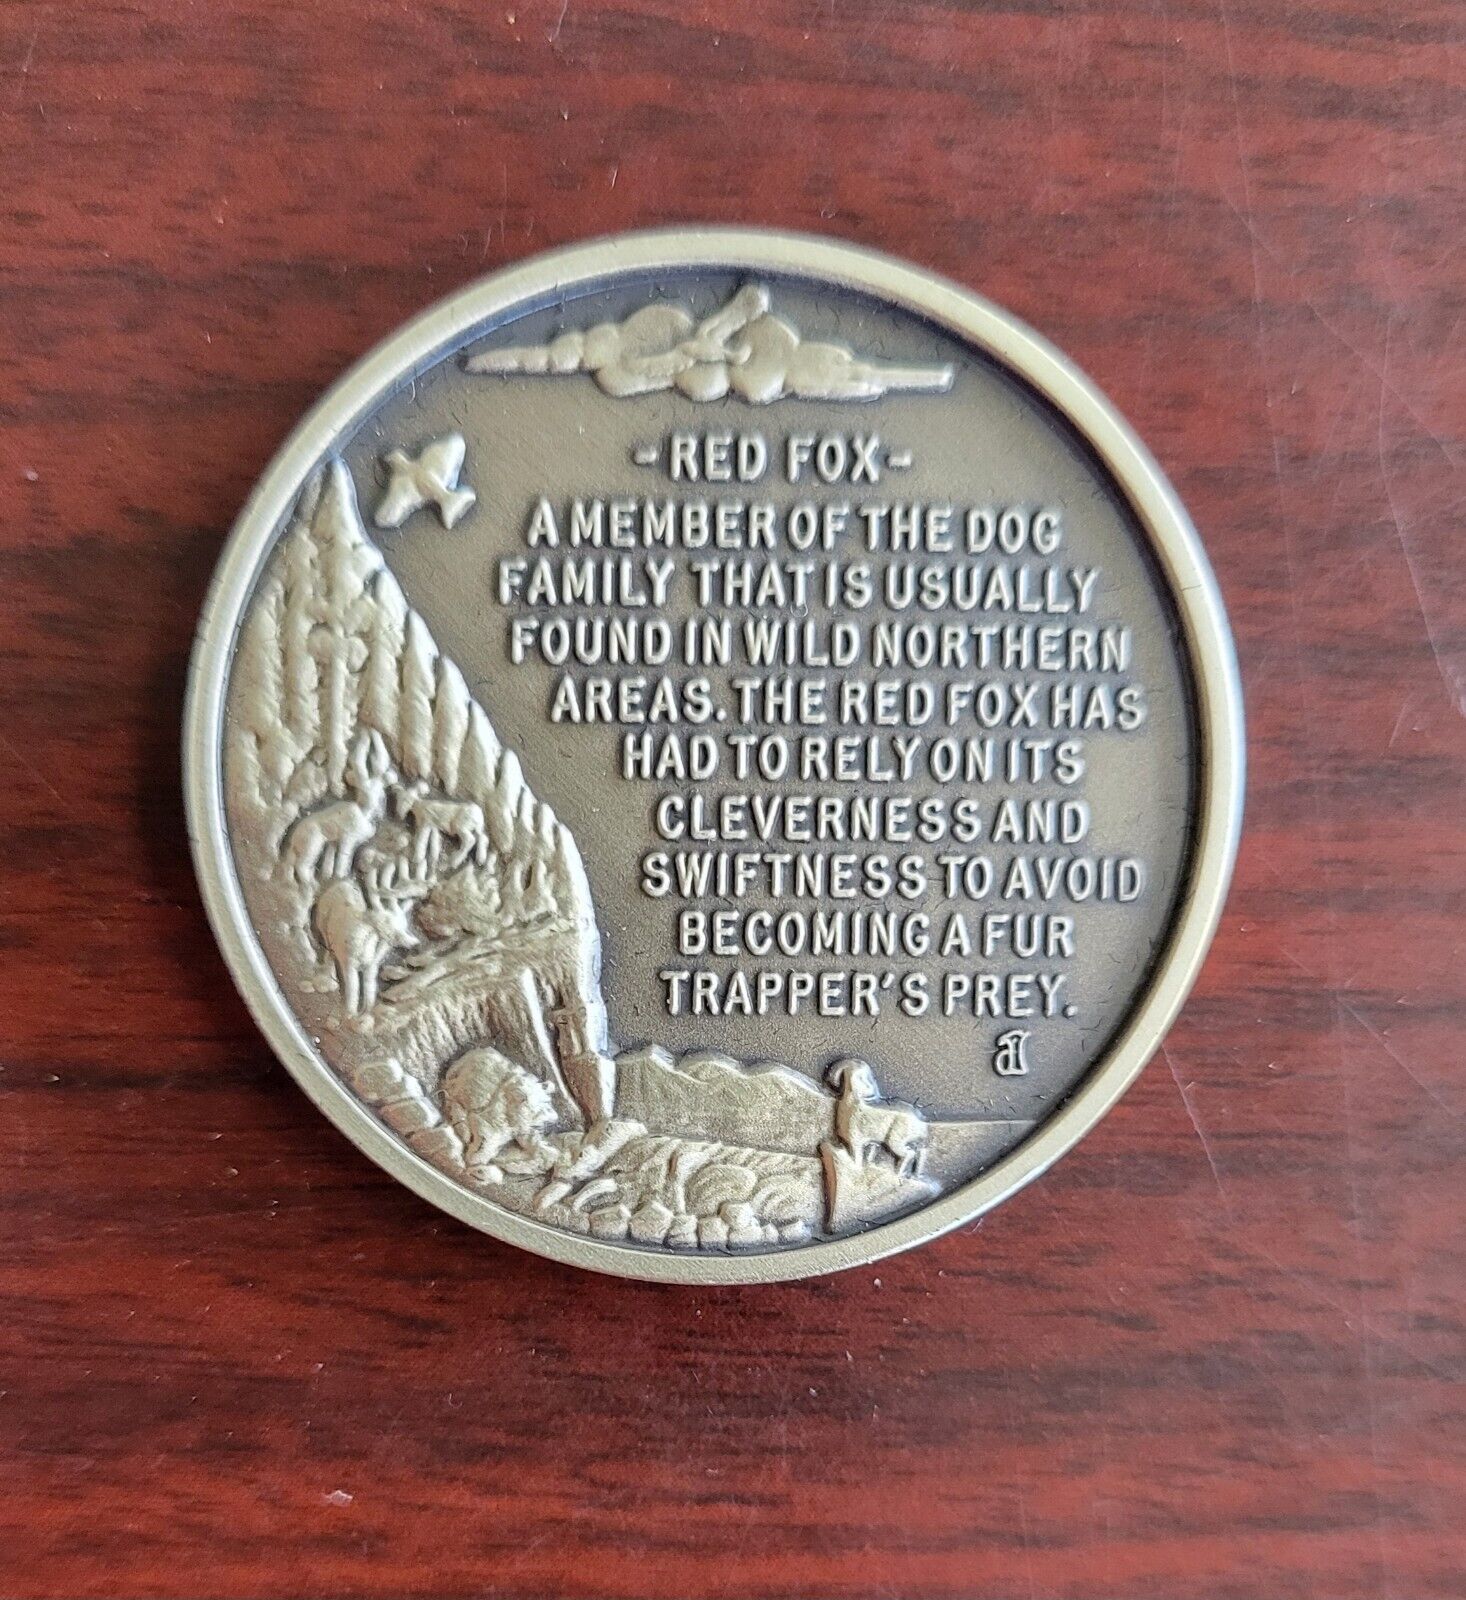 -RED FOX-
A MEMBER OF THE DOG
FAMILY THAT IS USUALLY
FOUND IN WILD NORTHERN
AREAS. THE RED FOX HAS
HAD TO RELY ON ITS
CLEVERNESS AND
SWIFTNESS TO AVOID
BECOMING A FUR
TRAPPER'S PREY.